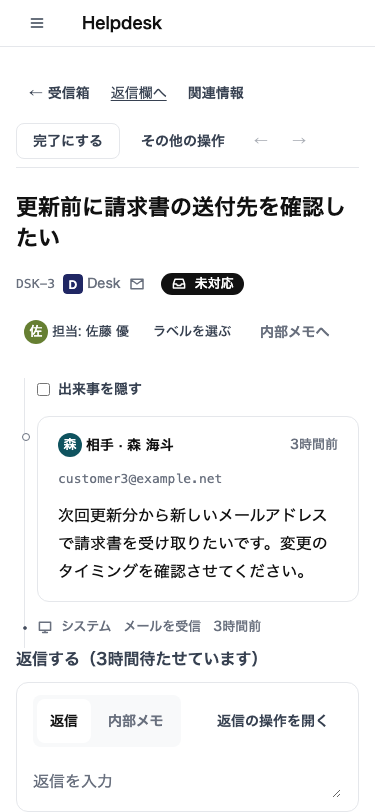 Helpdesk
← 受信箱 返信欄へ 関連情報
完了にする その他の操作 ← →
更新前に請求書の送付先を確認し
たい
DSK-3 D Desk 未対応
佐 担当: 佐藤 優 ラベルを選ぶ 内部メモへ
出来事を隠す
森 相手 · 森 海斗 3時間前
customer3@example.net
次回更新分から新しいメールアドレス
で請求書を受け取りたいです。変更の
タイミングを確認させてください。
システム メールを受信 3時間前
返信する（3時間待たせています）
返信 内部メモ 返信の操作を開く
返信を入力